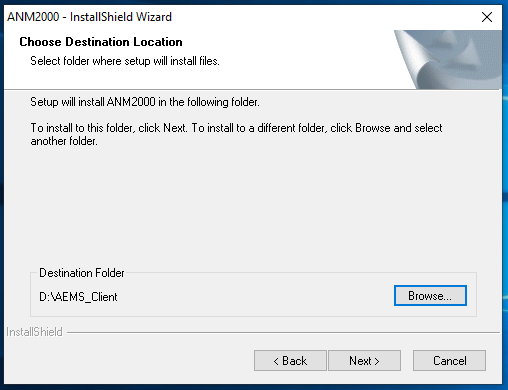 ANM2000 - InstallShield Wizard
Choose Destination Location
Select folder where setup will install files.
Setup will install ANM2000 in the following folder.
To install to this folder, click Next. To install to a different folder, click Browse and select
another folder.
Destination Folder
D:\AEMS_Client
Browse...
InstallShield
< Back
Next >
Cancel